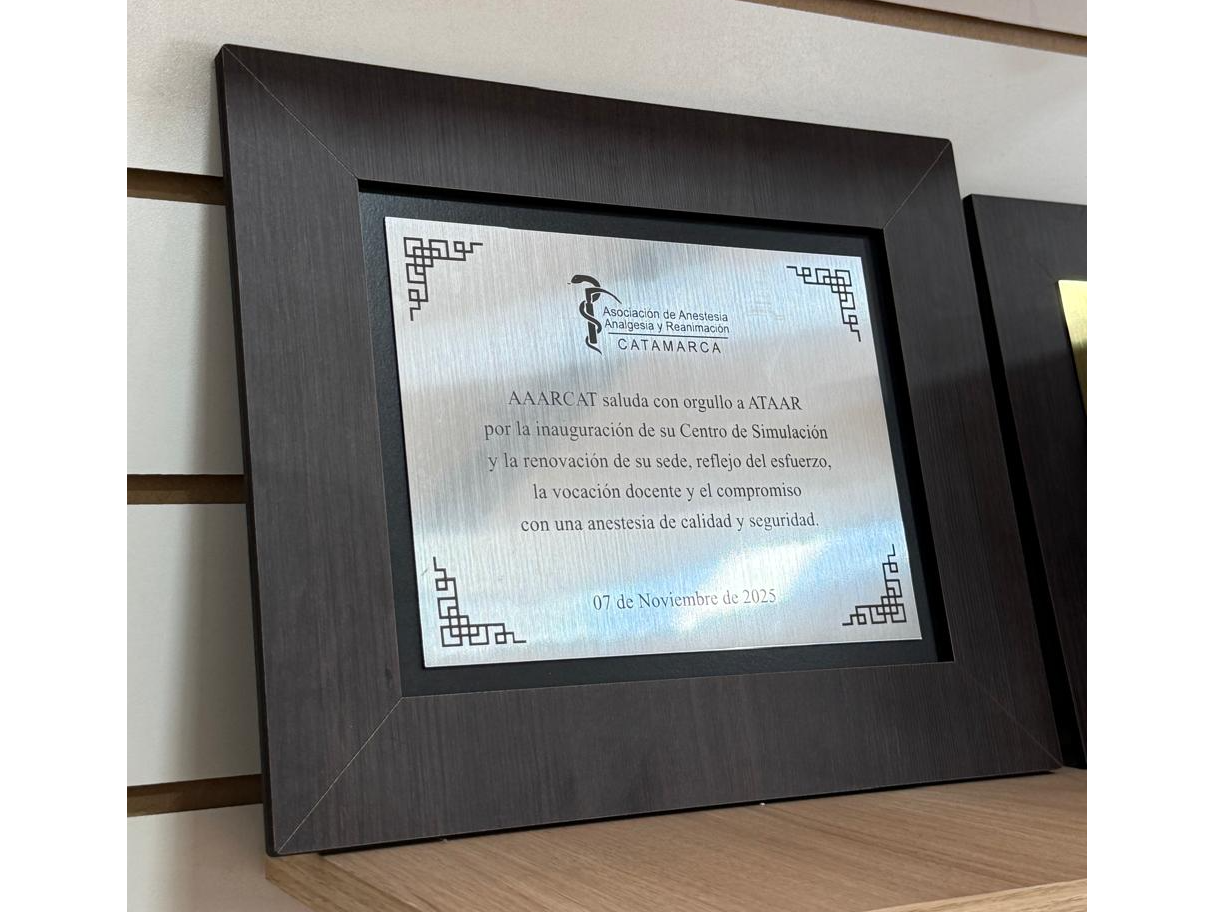 Asociación de Anestesia
Analgesia y Reanimación
CATAMARCA
AAARCAT saluda con orgullo a ATAAR
por la inauguración de su Centro de Simulación
y la renovación de su sede, reflejo del esfuerzo,
la vocación docente y el compromiso
con una anestesia de calidad y seguridad.
07 de Noviembre de 2025